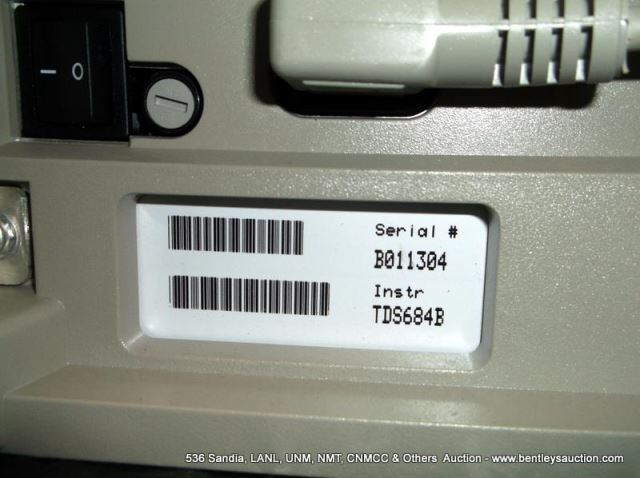 Serial #
B011304
Instr
TDS684B
536 Sandia, LANL, UNM, NMT, CNMCC & Others Auction - www.bentleysauction.com